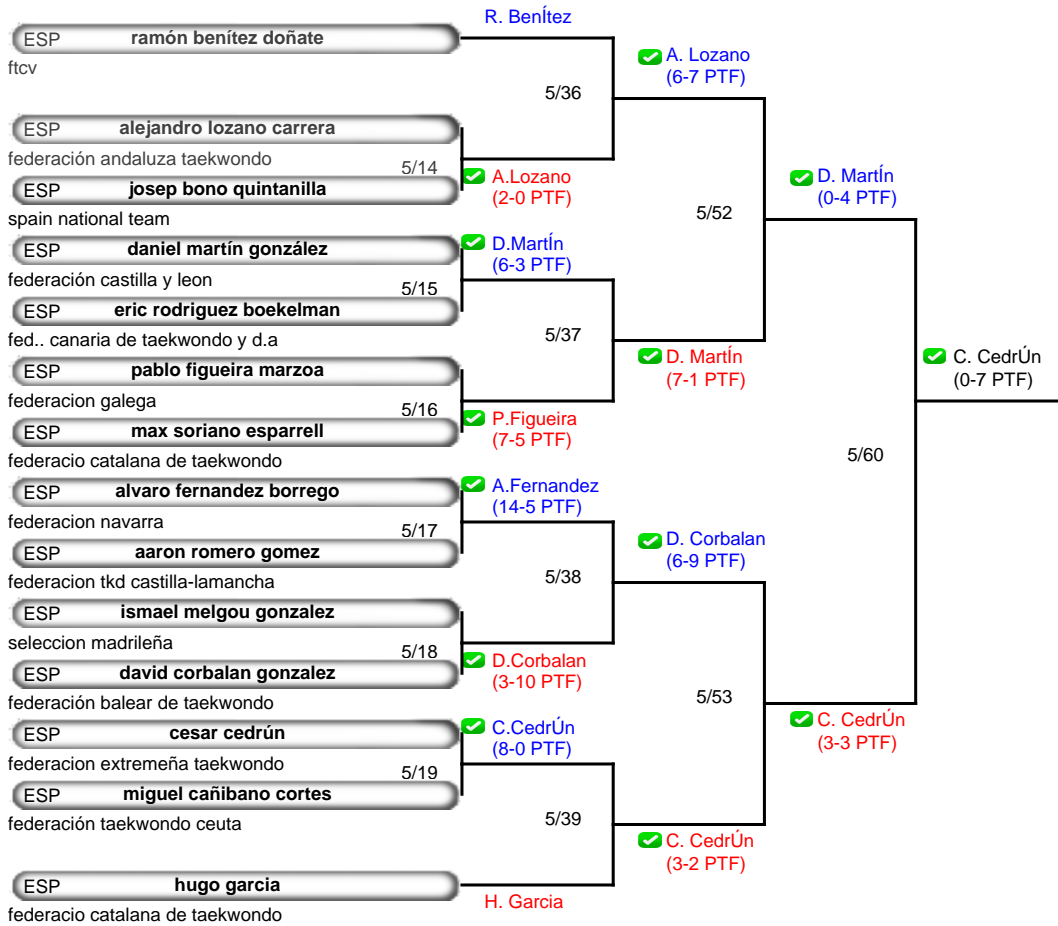 R. BenÍtez
ESP ramón benítez doñate
ftcv
A. Lozano
(6-7 PTF)
5/36
ESP alejandro lozano carrera
federación andaluza taekwondo
5/14
A.Lozano
(2-0 PTF)
ESP josep bono quintanilla
spain national team
D. MartÍn
(0-4 PTF)
5/52
ESP daniel martín gonzález
D.MartÍn
(6-3 PTF)
federación castilla y leon
5/15
ESP eric rodriguez boekelman
fed.. canaria de taekwondo y d.a
5/37
D. MartÍn
(7-1 PTF)
C. CedrÚn
(0-7 PTF)
ESP pablo figueira marzoa
federacion galega
5/16
P.Figueira
(7-5 PTF)
ESP max soriano esparrell
federacio catalana de taekwondo
5/60
ESP alvaro fernandez borrego
A.Fernandez
(14-5 PTF)
federacion navarra
5/17
ESP aaron romero gomez
federacion tkd castilla-lamancha
D. Corbalan
(6-9 PTF)
5/38
ESP ismael melgou gonzalez
seleccion madrileña
5/18
D.Corbalan
(3-10 PTF)
ESP david corbalan gonzalez
federación balear de taekwondo
5/53
C. CedrÚn
(3-3 PTF)
ESP cesar cedrún
C.CedrÚn
(8-0 PTF)
federacion extremeña taekwondo
5/19
ESP miguel cañibano cortes
federación taekwondo ceuta
5/39
C. CedrÚn
(3-2 PTF)
ESP hugo garcia
H. Garcia
federacio catalana de taekwondo